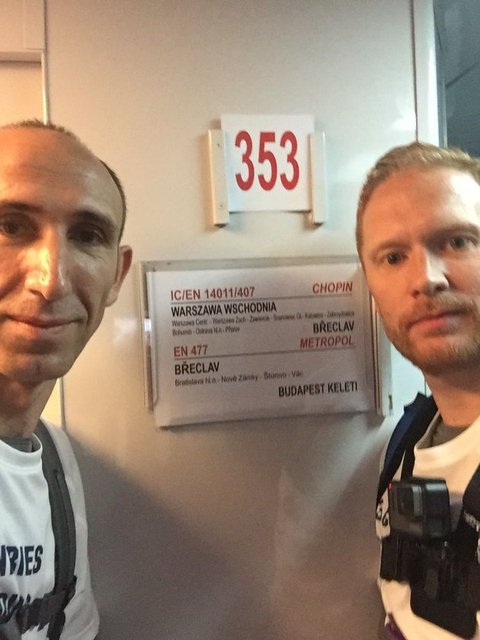 353
IC/EN 14011/407 CHOPIN
WARSZAWA WSCHODNIA
Warszawa Centr. - Warszawa Zach. - Zawiercie - Sosnowiec Gł. - Katowice - Zebrzydowice
Bohumín - Ostrava hl.n. - Přerov
BŘECLAV
EN 477 METROPOL
BŘECLAV
Bratislava hl.n. - Nové Zámky - Štúrovo - Vác
BUDAPEST KELETI